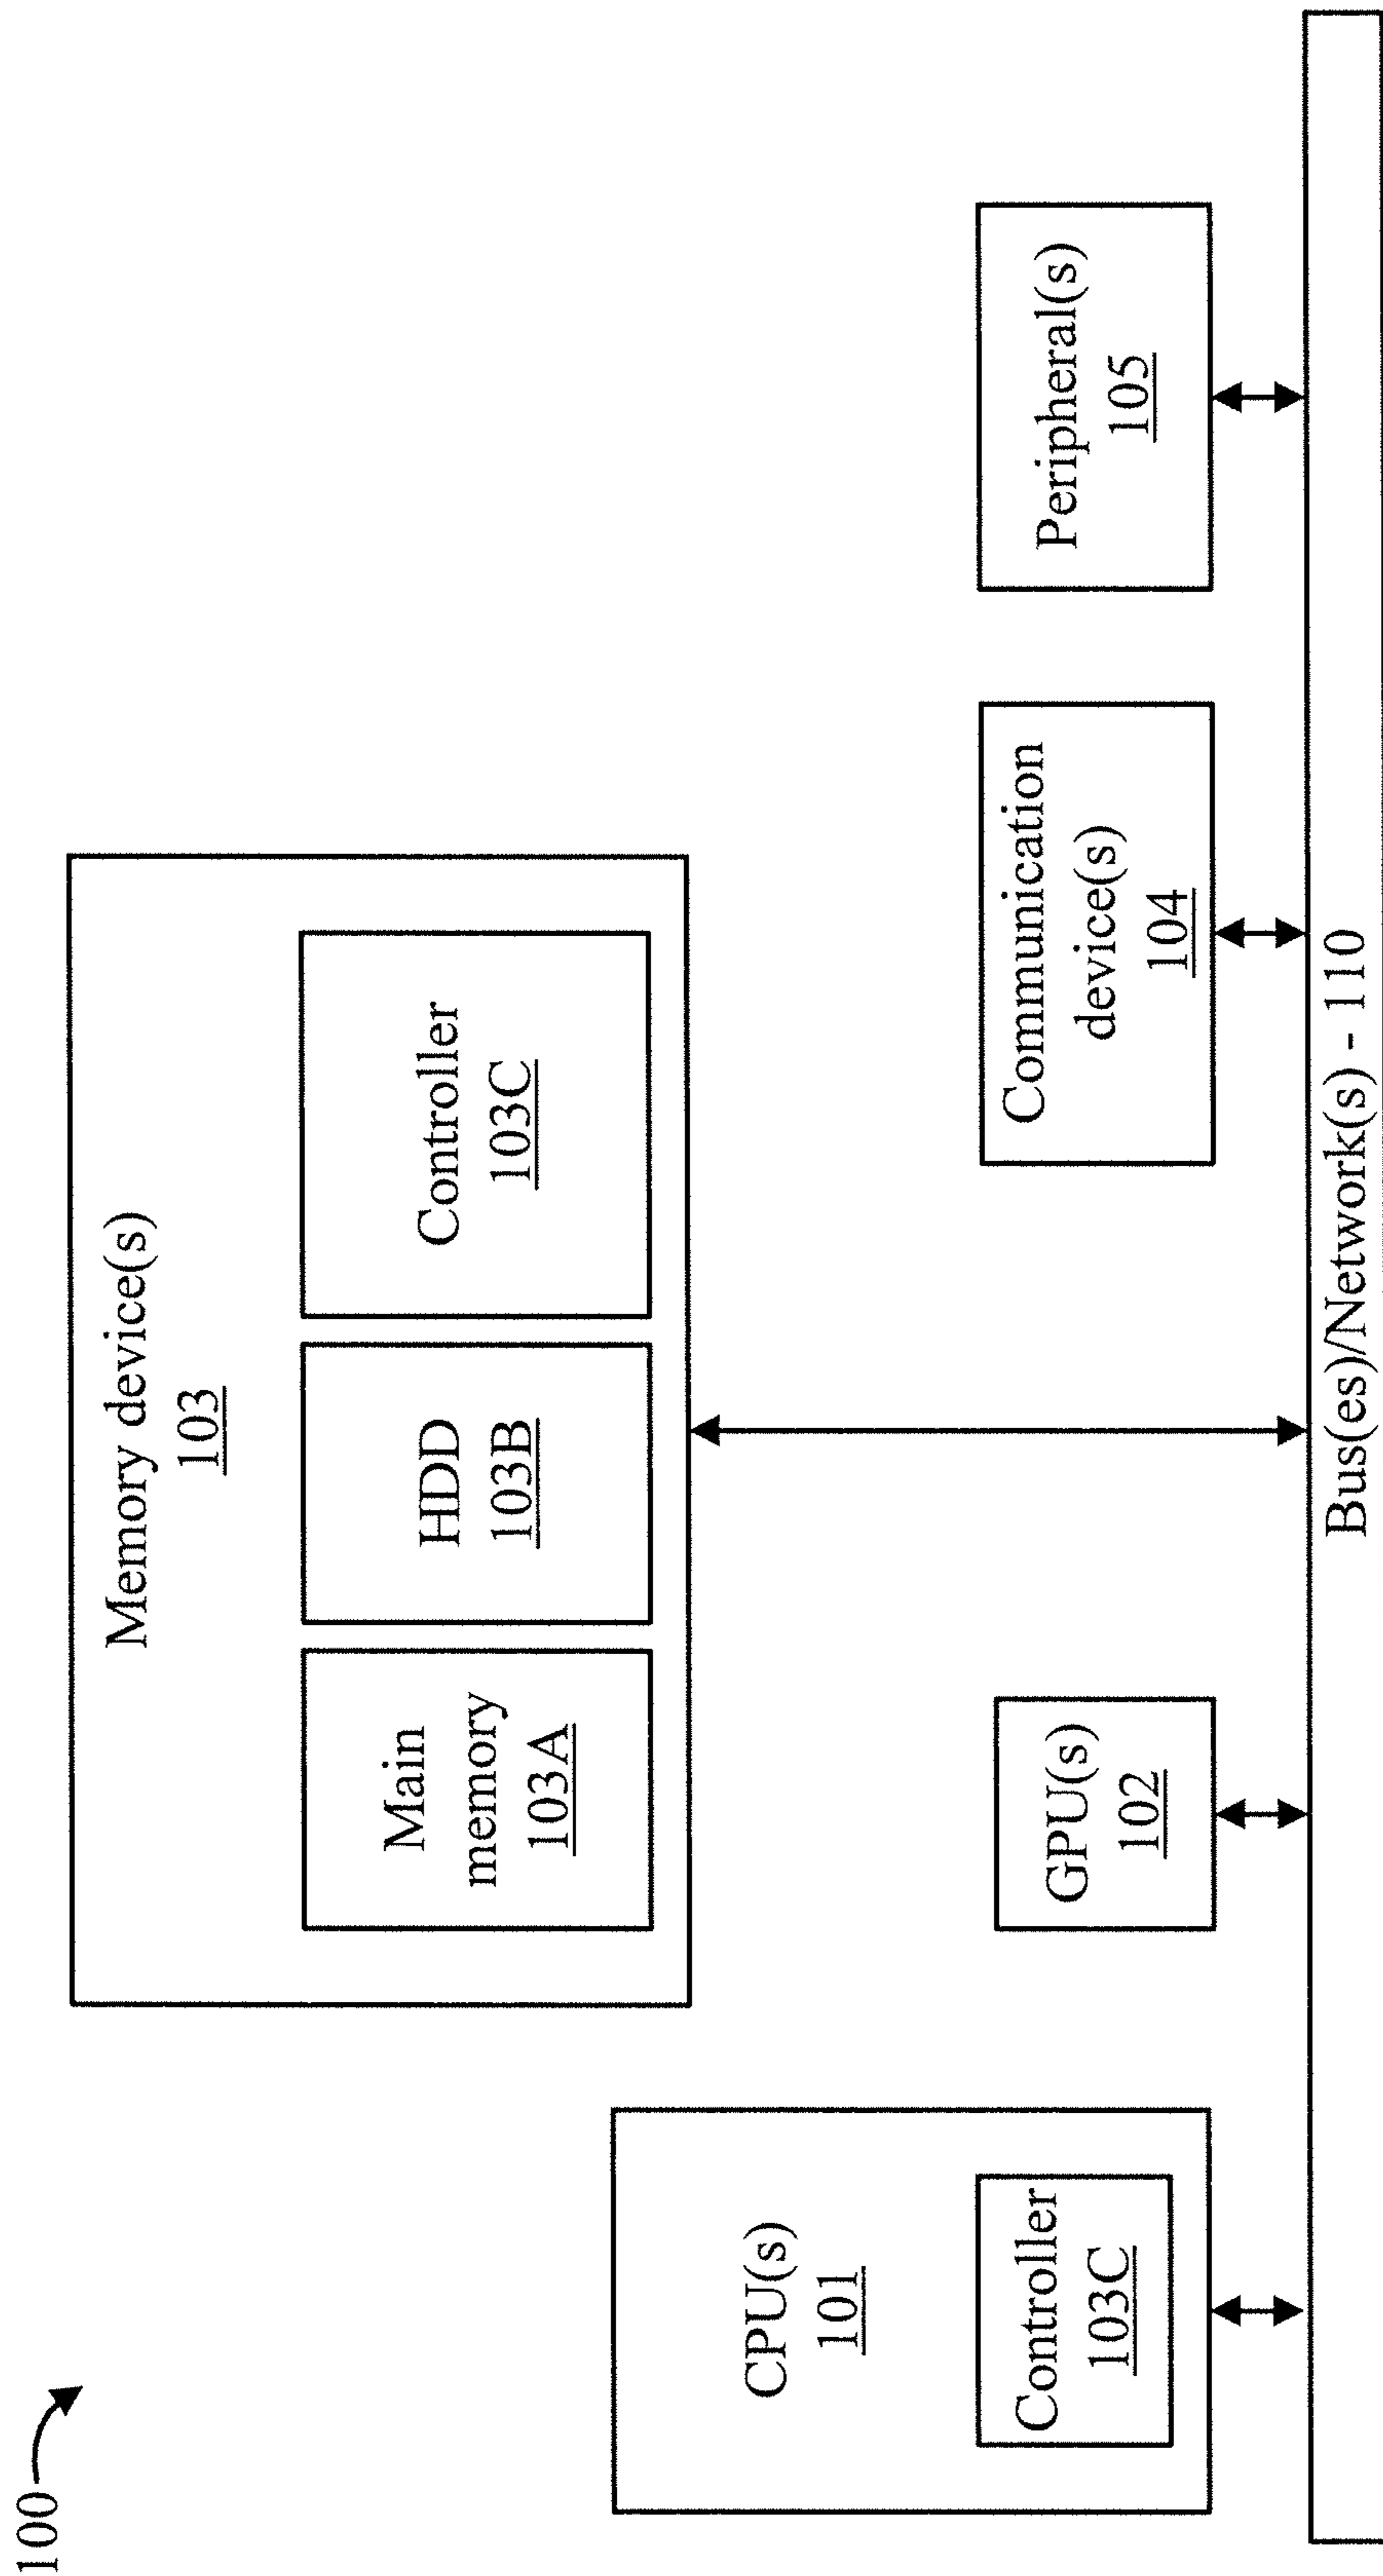 100
Memory device(s)
103
Main
memory
103A
HDD
103B
Controller
103C
CPU(s)
101
Controller
103C
GPU(s)
102
Communication
device(s)
104
Peripheral(s)
105
Bus(es)/Network(s) - 110